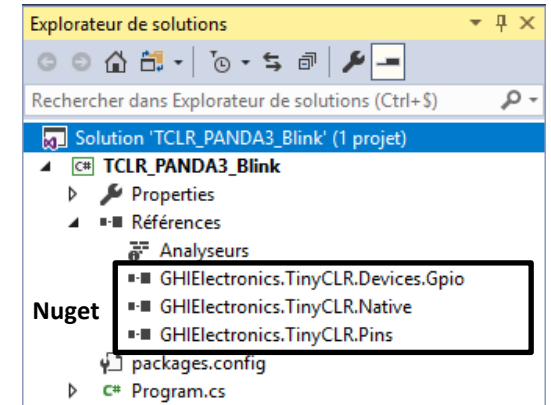 Explorateur de solutions
Rechercher dans Explorateur de solutions (Ctrl+$)
Solution 'TCLR_PANDA3_Blink' (1 projet)
C# TCLR_PANDA3_Blink
Properties
Références
Analyseurs
GHIElectronics.TinyCLR.Devices.Gpio
Nuget GHIElectronics.TinyCLR.Native
GHIElectronics.TinyCLR.Pins
packages.config
C# Program.cs